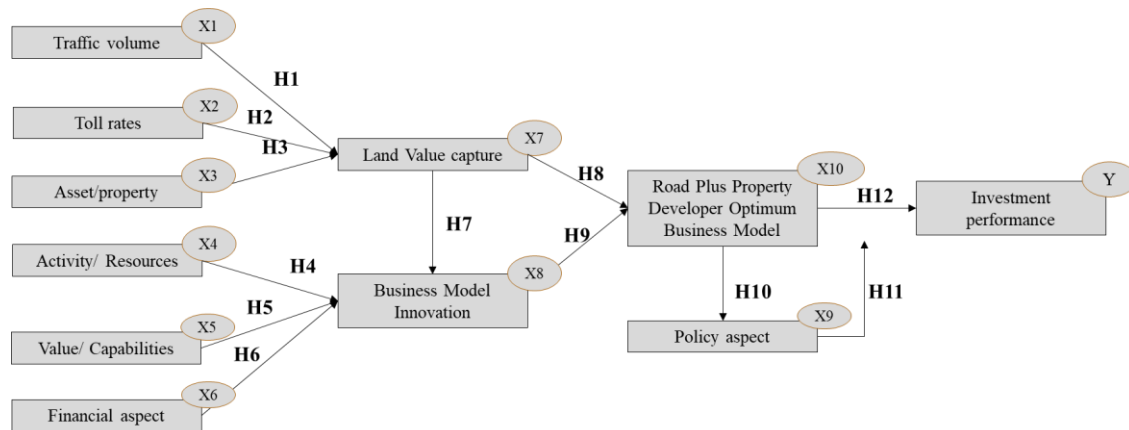 X1
Traffic volume
H1
X2
Toll rates
H2
H3
X3
Asset/property
X7
Land Value capture
H8
X10
Road Plus Property
Developer Optimum
Business Model
H12
Y
Investment
performance
X4
Activity/ Resources
H4
H7
H9
X8
Business Model
Innovation
X5
Value/ Capabilities
H5
H6
H10
H11
X9
Policy aspect
X6
Financial aspect